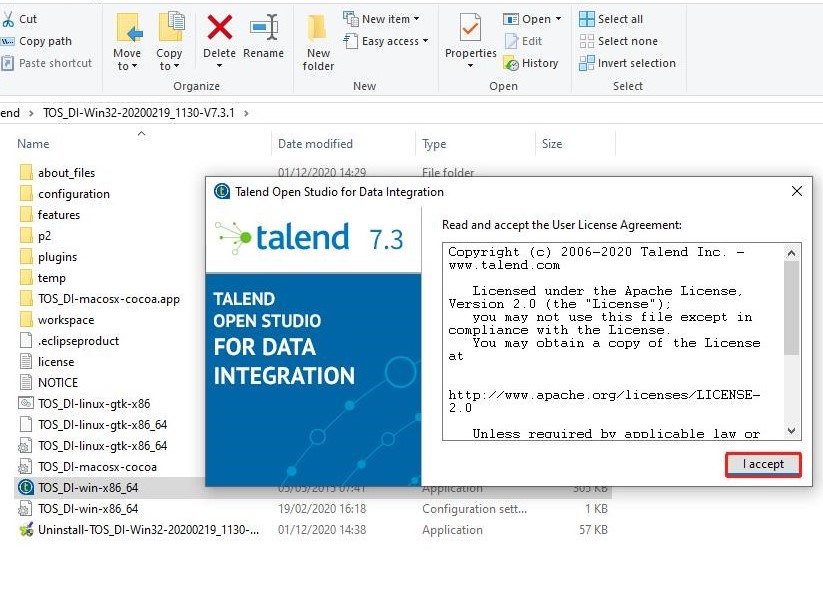 Cut
Copy path
Paste shortcut
Move to
Copy to
Delete
Rename
Organize
New folder
New item
Easy access
New
Properties
Open
Edit
History
Open
Select all
Select none
Invert selection
Select
end > TOS_DI-Win32-20200219_1130-V7.3.1 >
Name Date modified Type Size
about_files 01/12/2020 14:29 File folder
configuration
features
p2
plugins
temp
TOS_DI-macosx-cocoa.app
workspace
.eclipseproduct
license
NOTICE
TOS_DI-linux-gtk-x86
TOS_DI-linux-gtk-x86_64
TOS_DI-linux-gtk-x86_64
TOS_DI-macosx-cocoa
TOS_DI-win-x86_64 05/05/2015 07:41 Application 305 KB
TOS_DI-win-x86_64 19/02/2020 16:18 Configuration sett... 1 KB
Uninstall-TOS_DI-Win32-20200219_1130-... 01/12/2020 14:38 Application 57 KB
Talend Open Studio for Data Integration
talend 7.3
TALEND
OPEN STUDIO
FOR DATA
INTEGRATION
Read and accept the User License Agreement:
Copyright (c) 2006-2020 Talend Inc. -
www.talend.com
Licensed under the Apache License,
Version 2.0 (the "License");
you may not use this file except in
compliance with the License.
You may obtain a copy of the License
at
http://www.apache.org/licenses/LICENSE-
2.0
Unless required by applicable law or
I accept